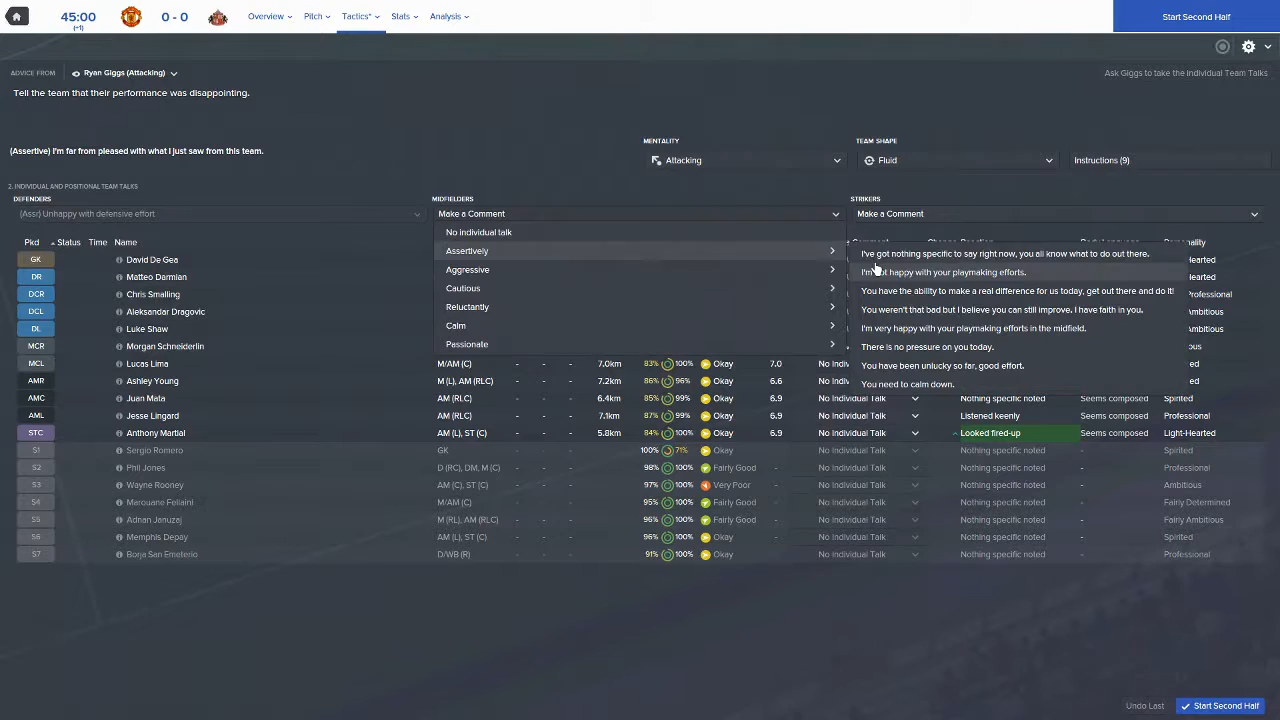 45:00 0 - 0 Overview Pitch Tactics* Stats Analysis Start Second Half
(+1)
ADVICE FROM Ryan Giggs (Attacking) Ask Giggs to take the Individual Team Talks
Tell the team that their performance was disappointing.
MENTALITY TEAM SHAPE
(Assertive) I'm far from pleased with what I just saw from this team. Attacking Fluid Instructions (9)
2. INDIVIDUAL AND POSITIONAL TEAM TALKS
DEFENDERS MIDFIELDERS STRIKERS
(Assr) Unhappy with defensive effort Make a Comment Make a Comment
No individual talk
Pkd Status Time Name
Assertively I've got nothing specific to say right now, you all know what to do out there.
GK David De Gea Hearted
Aggressive I'm not happy with your playmaking efforts.
DR Matteo Darmian Hearted
Cautious You have the ability to make a real difference for us today, get out there and do it!
DCR Chris Smalling Professional
Reluctantly You weren't that bad but I believe you can still improve. I have faith in you.
DCL Aleksandar Dragovic Ambitious
Calm I'm very happy with your playmaking efforts in the midfield.
DL Luke Shaw Ambitious
Passionate There is no pressure on you today.
MCR Morgan Schneiderlin
MCL Lucas Lima M/AM (C) - - - 7.0km 83% 100% Okay 7.0 No Indiv You have been unlucky so far, good effort.
AMR Ashley Young M (L), AM (RLC) - - - 7.2km 86% 96% Okay 6.6 No Indiv You need to calm down.
AMC Juan Mata AM (RLC) - - - 6.4km 85% 99% Okay 6.9 No Individual Talk Nothing specific noted Seems composed Spirited
AML Jesse Lingard AM (RLC) - - - 7.1km 87% 99% Okay 6.9 No Individual Talk Listened keenly Seems composed Professional
STC Anthony Martial AM (L), ST (C) - - - 5.8km 84% 100% Okay 6.9 No Individual Talk Looked fired-up Seems composed Light-Hearted
S1 Sergio Romero GK - - - 100% 71% Okay No Individual Talk Nothing specific noted - Spirited
S2 Phil Jones D (RC), DM, M (C) - - - 98% 100% Fairly Good No Individual Talk Nothing specific noted - Professional
S3 Wayne Rooney AM (C), ST (C) - - - 97% 100% Very Poor No Individual Talk Nothing specific noted - Ambitious
S4 Marouane Fellaini M/AM (C) - - - 95% 100% Fairly Good No Individual Talk Nothing specific noted - Fairly Determined
S5 Adnan Januzaj M (RL), AM (RLC) - - - 96% 100% Fairly Good No Individual Talk Nothing specific noted - Fairly Ambitious
S6 Memphis Depay AM (L), ST (C) - - - 96% 100% Okay No Individual Talk Nothing specific noted - Spirited
S7 Borja San Emeterio D/WB (R) - - - 91% 100% Okay No Individual Talk Nothing specific noted - Professional
Undo Last Start Second Half